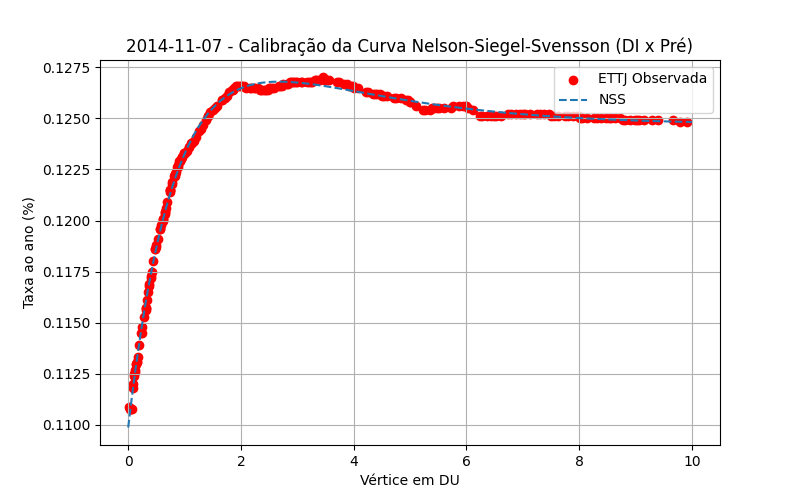 2014-11-07 - Calibração da Curva Nelson-Siegel-Svensson (DI x Pré)
Taxa ao ano (%)
0.1275
0.1250
0.1225
0.1200
0.1175
0.1150
0.1125
0.1100
ETTJ Observada
NSS
0 2 4 6 8 10
Vértice em DU